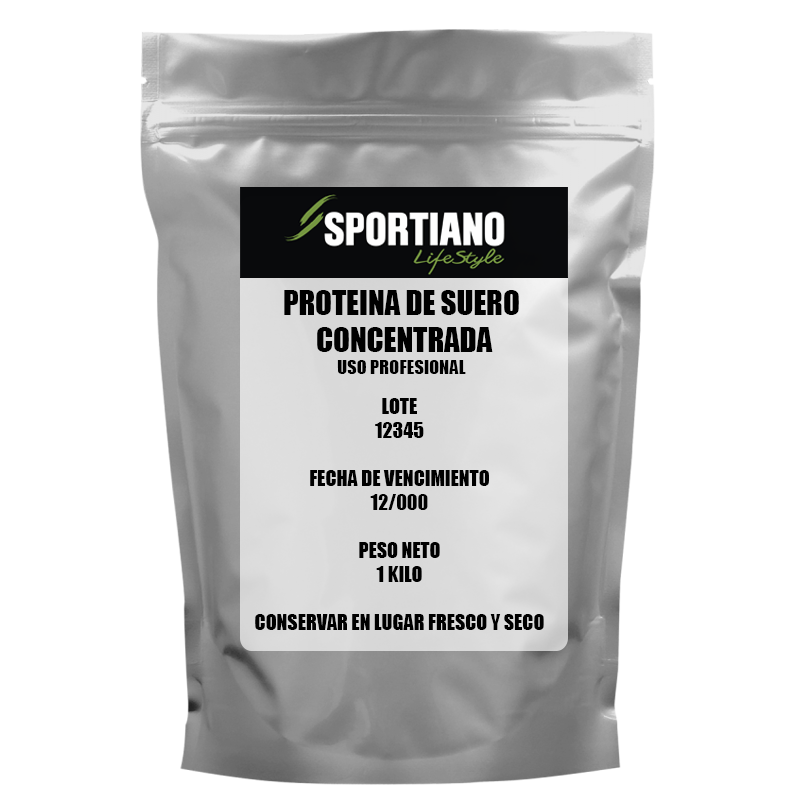 SPORTIANO
LifeStyle
PROTEINA DE SUERO
CONCENTRADA
USO PROFESIONAL
LOTE
12345
FECHA DE VENCIMIENTO
12/000
PESO NETO
1 KILO
CONSERVAR EN LUGAR FRESCO Y SECO